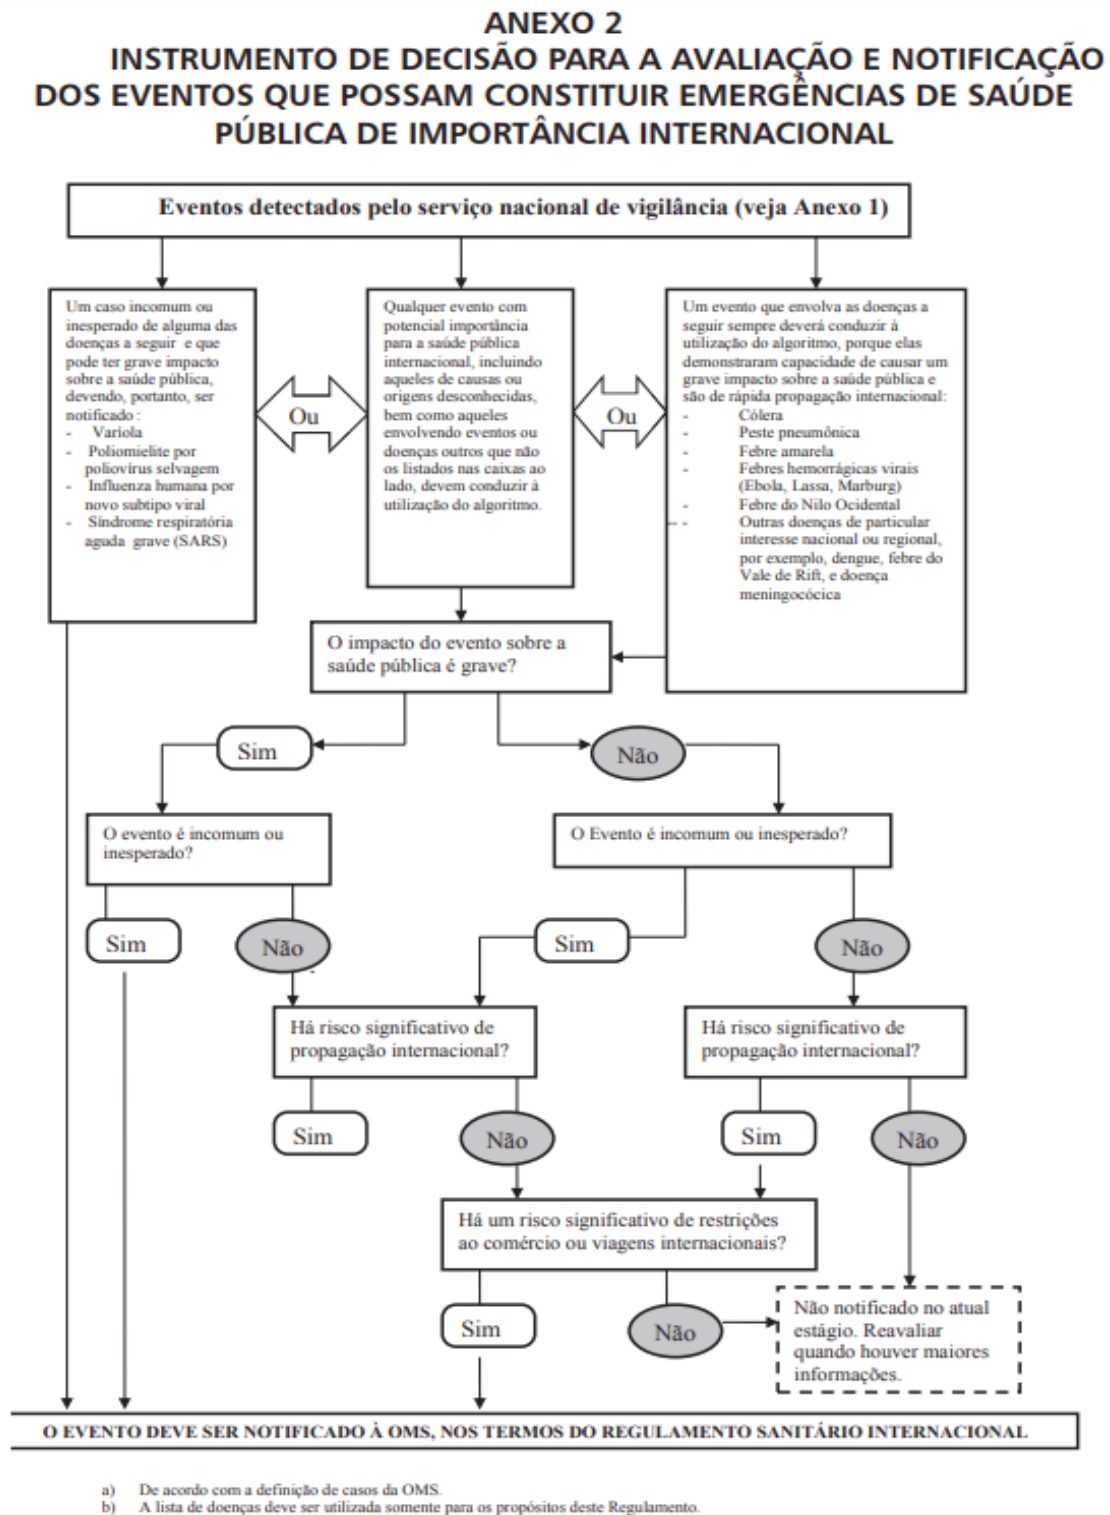 ANEXO 2
INSTRUMENTO DE DECISÃO PARA A AVALIAÇÃO E NOTIFICAÇÃO
DOS EVENTOS QUE POSSAM CONSTITUIR EMERGÊNCIAS DE SAÚDE
PÚBLICA DE IMPORTÂNCIA INTERNACIONAL
Eventos detectados pelo serviço nacional de vigilância (veja Anexo 1)
Um caso incomum ou
inesperado de alguma das
doenças a seguir e que
pode ter grave impacto
sobre a saúde pública,
devendo, portanto, ser
notificado :
- Varíola
- Poliomielite por
poliovírus selvagem
- Influenza humana por
novo subtipo viral
- Síndrome respiratória
aguda grave (SARS)
Ou
Qualquer evento com
potencial importância
para a saúde pública
internacional, incluindo
aqueles de causas ou
origens desconhecidas,
bem como aqueles
envolvendo eventos ou
doenças outros que não
os listados nas caixas ao
lado, devem conduzir à
utilização do algoritmo.
Ou
Um evento que envolva as doenças a
seguir sempre deverá conduzir à
utilização do algoritmo, porque elas
demonstraram capacidade de causar um
grave impacto sobre a saúde pública e
são de rápida propagação internacional:
- Cólera
- Peste pneumônica
- Febre amarela
- Febres hemorrágicas virais
(Ebola, Lassa, Marburg)
- Febre do Nilo Ocidental
-- - Outras doenças de particular
interesse nacional ou regional,
por exemplo, dengue, febre do
Vale de Rift, e doença
meningocócica
O impacto do evento sobre a
saúde pública é grave?
Sim
Não
O evento é incomum ou
inesperado?
O Evento é incomum ou inesperado?
Sim
Não
Sim
Não
Há risco significativo de
propagação internacional?
Há risco significativo de
propagação internacional?
Sim
Não
Sim
Não
Há um risco significativo de restrições
ao comércio ou viagens internacionais?
Sim
Não
Não notificado no atual
estágio. Reavaliar
quando houver maiores
informações.
O EVENTO DEVE SER NOTIFICADO À OMS, NOS TERMOS DO REGULAMENTO SANITÁRIO INTERNACIONAL
a) De acordo com a definição de casos da OMS.
b) A lista de doenças deve ser utilizada somente para os propósitos deste Regulamento.